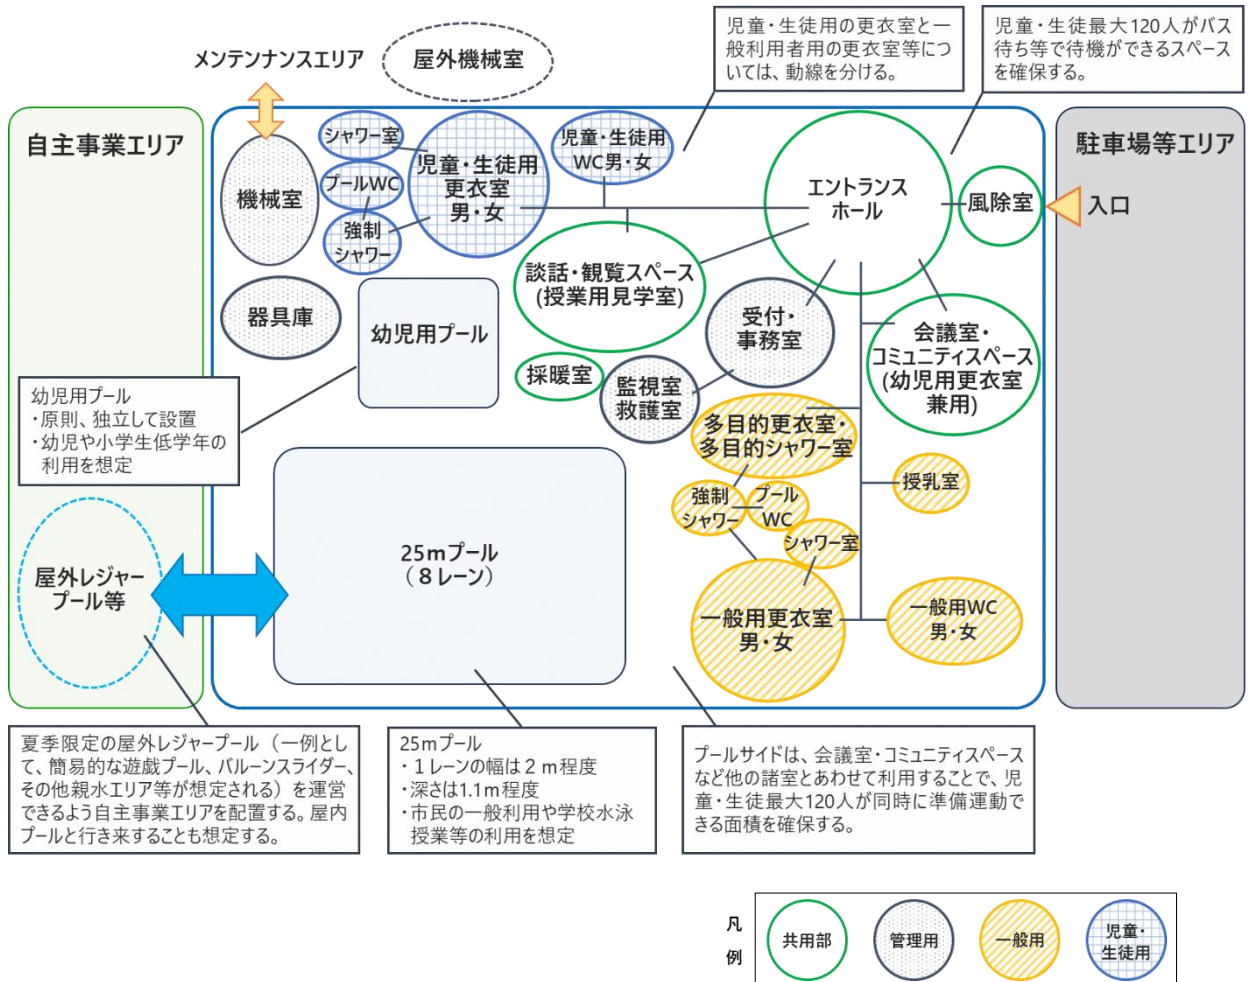 児童・生徒用の更衣室と一
般利用者用の更衣室等につ
いては、動線を分ける。
児童・生徒最大120人がバス
待ち等で待機ができるスペース
を確保する。
メンテンナンスエリア
屋外機械室
自主事業エリア
駐車場等エリア
シャワー室
プールWC
強制
シャワー
児童・生徒用
更衣室
男・女
児童・生徒用
WC男・女
機械室
エントランス
ホール
風除室
入口
談話・観覧スペース
(授業用見学室)
器具庫
幼児用プール
受付・
事務室
会議室・
コミュニティスペース
(幼児用更衣室
兼用)
採暖室
監視室
救護室
幼児用プール
・原則、独立して設置
・幼児や小学生低学年の
利用を想定
多目的更衣室・
多目的シャワー室
授乳室
強制
シャワー
プール
WC
シャワー室
25mプール
(8レーン)
屋外レジャー
プール等
一般用更衣室
男・女
一般用WC
男・女
夏季限定の屋外レジャープール（一例とし
て、簡易的な遊戯プール、バルーンスライダー、
その他親水エリア等が想定される）を運営
できるよう自主事業エリアを配置する。屋内
プールと行き来することも想定する。
25mプール
・1レーンの幅は2m程度
・深さは1.1m程度
・市民の一般利用や学校水泳
授業等の利用を想定
プールサイドは、会議室・コミュニティスペース
など他の諸室とあわせて利用することで、児
童・生徒最大120人が同時に準備運動で
きる面積を確保する。
凡
例
共用部
管理用
一般用
児童・
生徒用